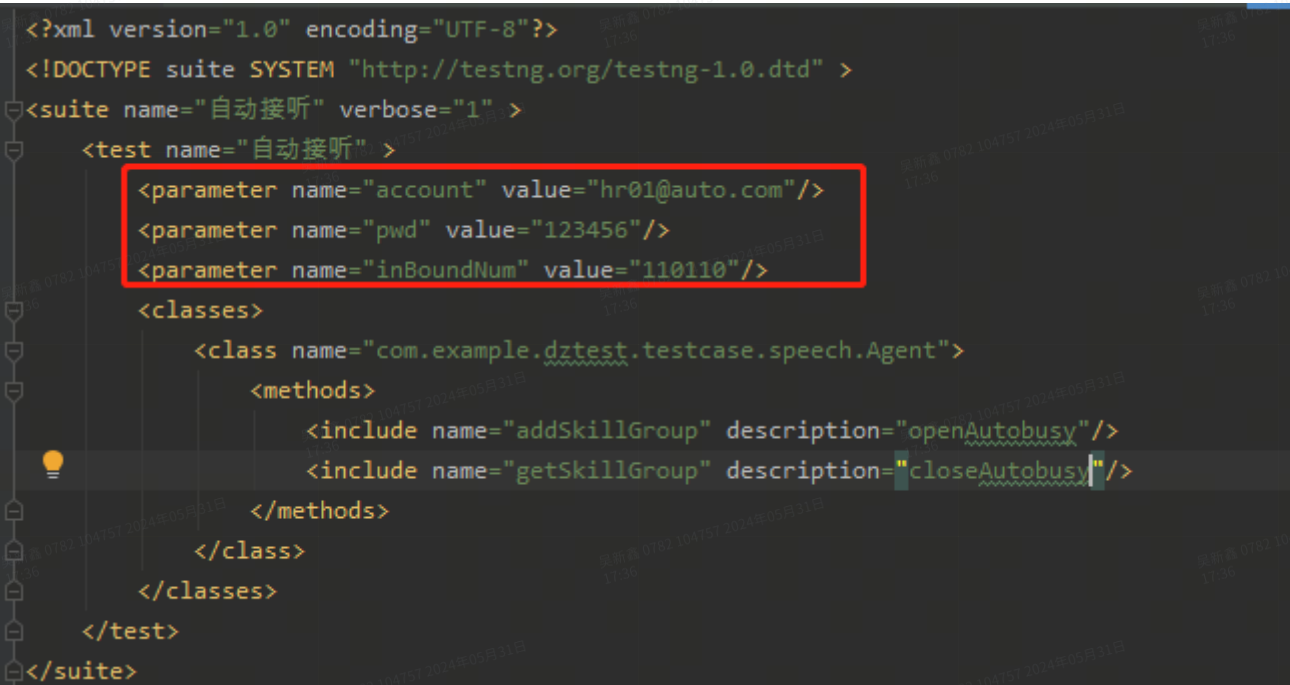 <?xml version="1.0" encoding="UTF-8"?>
<!DOCTYPE suite SYSTEM "http://testng.org/testng-1.0.dtd" >
<suite name="自动接听" verbose="1" >
<test name="自动接听" >
<parameter name="account" value="hr01@auto.com"/>
<parameter name="pwd" value="123456"/>
<parameter name="inBoundNum" value="110110"/>
<classes>
<class name="com.example.dztest.testcase.speech.Agent">
<methods>
<include name="addSkillGroup" description="openAutobusy"/>
<include name="getSkillGroup" description="closeAutobusy"/>
</methods>
</class>
</classes>
</test>
</suite>